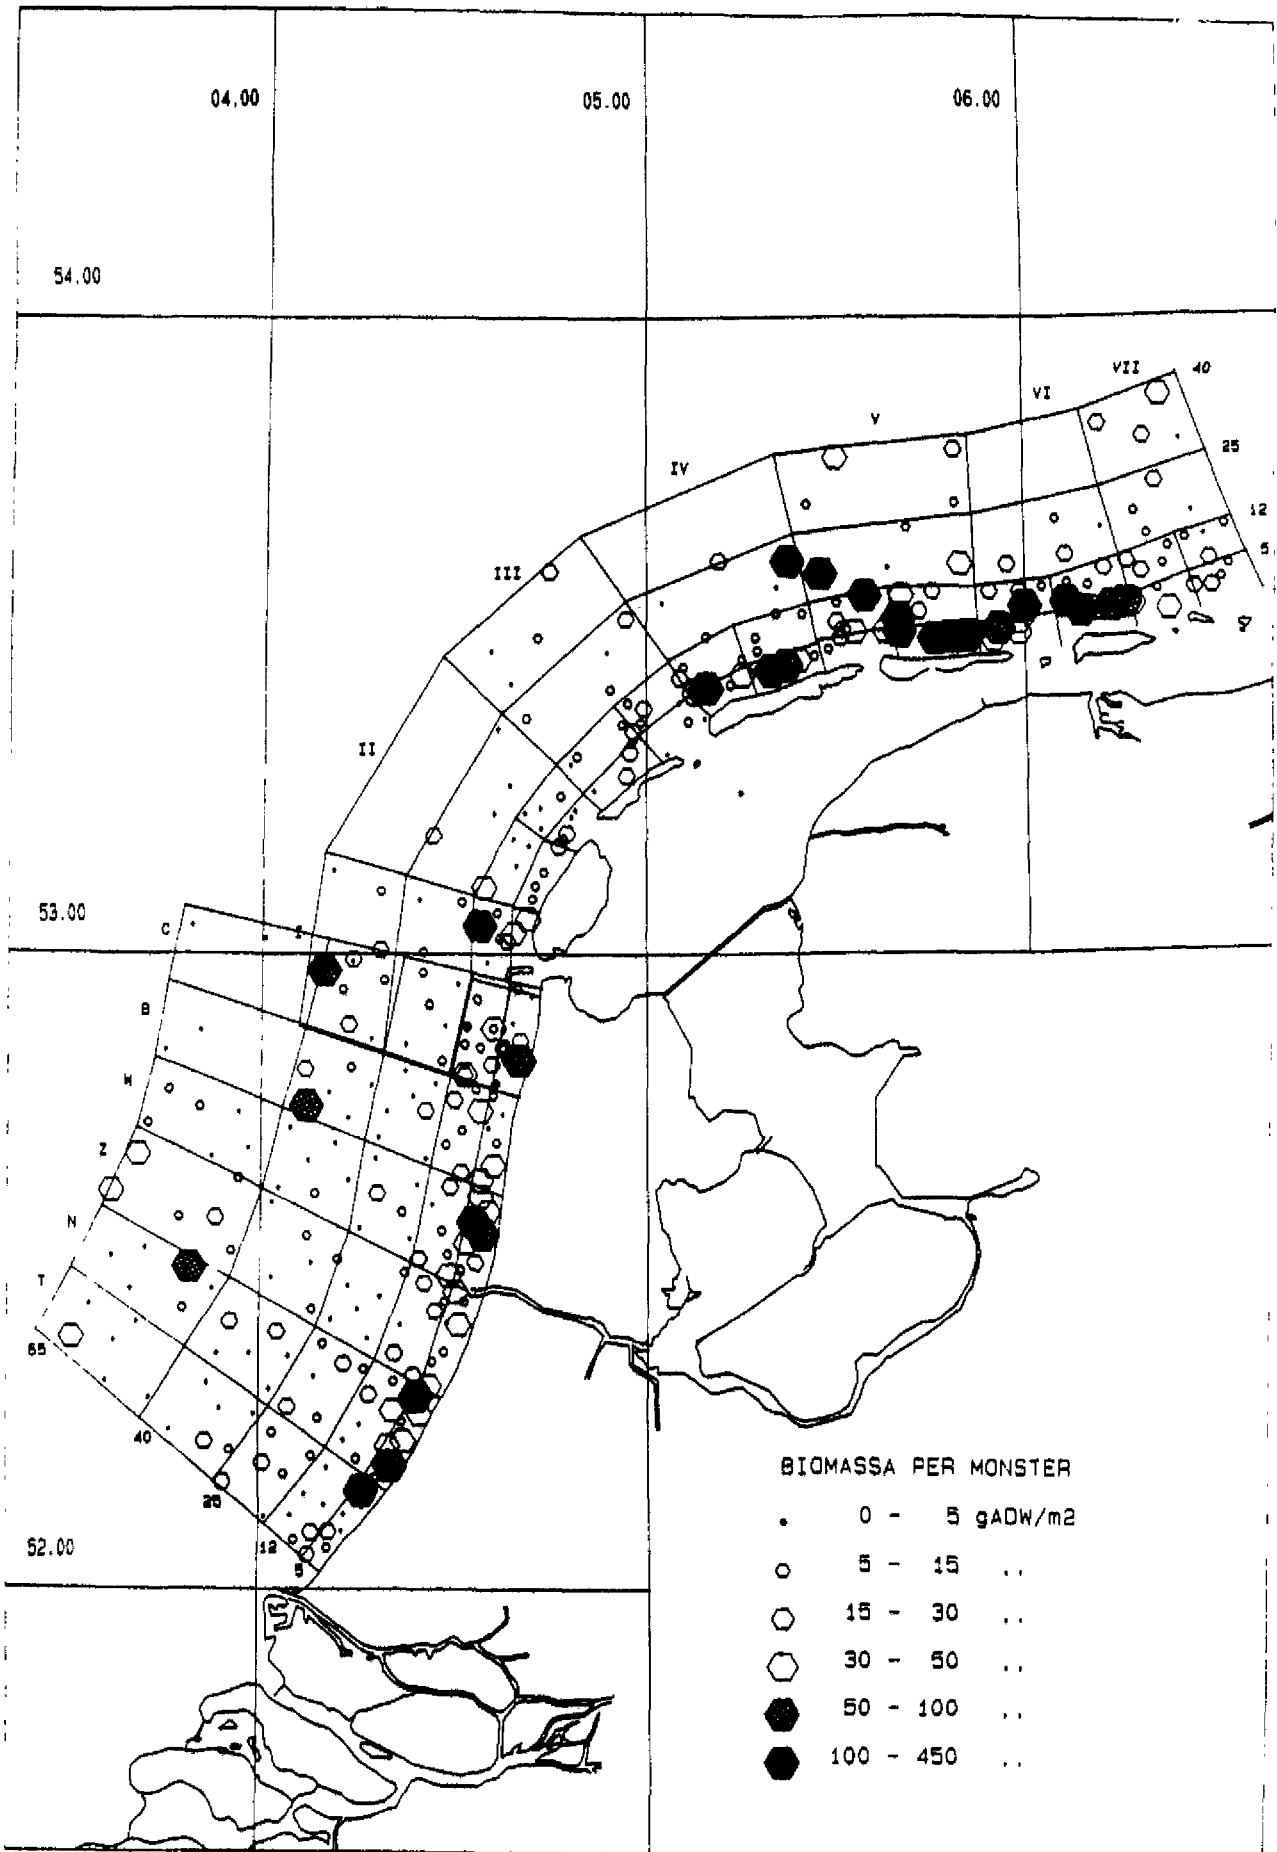 04.00 05.00 06.00
54.00
VII 40
VI
V
25
IV
12
5
III
II
53.00
C I
B
W
Z
N
T
65
40
25
12
5
52.00
BIOMASSA PER MONSTER
0 - 5 gADW/m2
5 - 15 ,,
15 - 30 ,,
30 - 50 ,,
50 - 100 ,,
100 - 450 ,,